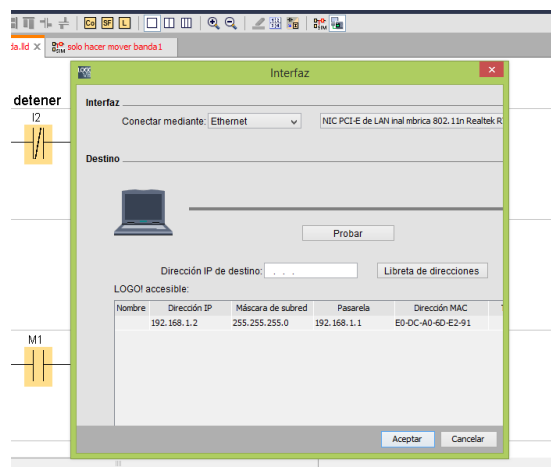 Co SF L
da.lld X solo hacer mover banda1
Interfaz
detener
I2
M1
Interfaz
Conectar mediante: Ethernet NIC PCI-E de LAN inal mbrica 802.11n Realtek
Destino
Probar
Dirección IP de destino: . . . Libreta de direcciones
LOGO! accesible:
Nombre Dirección IP Máscara de subred Pasarela Dirección MAC
192.168.1.2 255.255.255.0 192.168.1.1 E0-DC-A0-6D-E2-91
Aceptar Cancelar